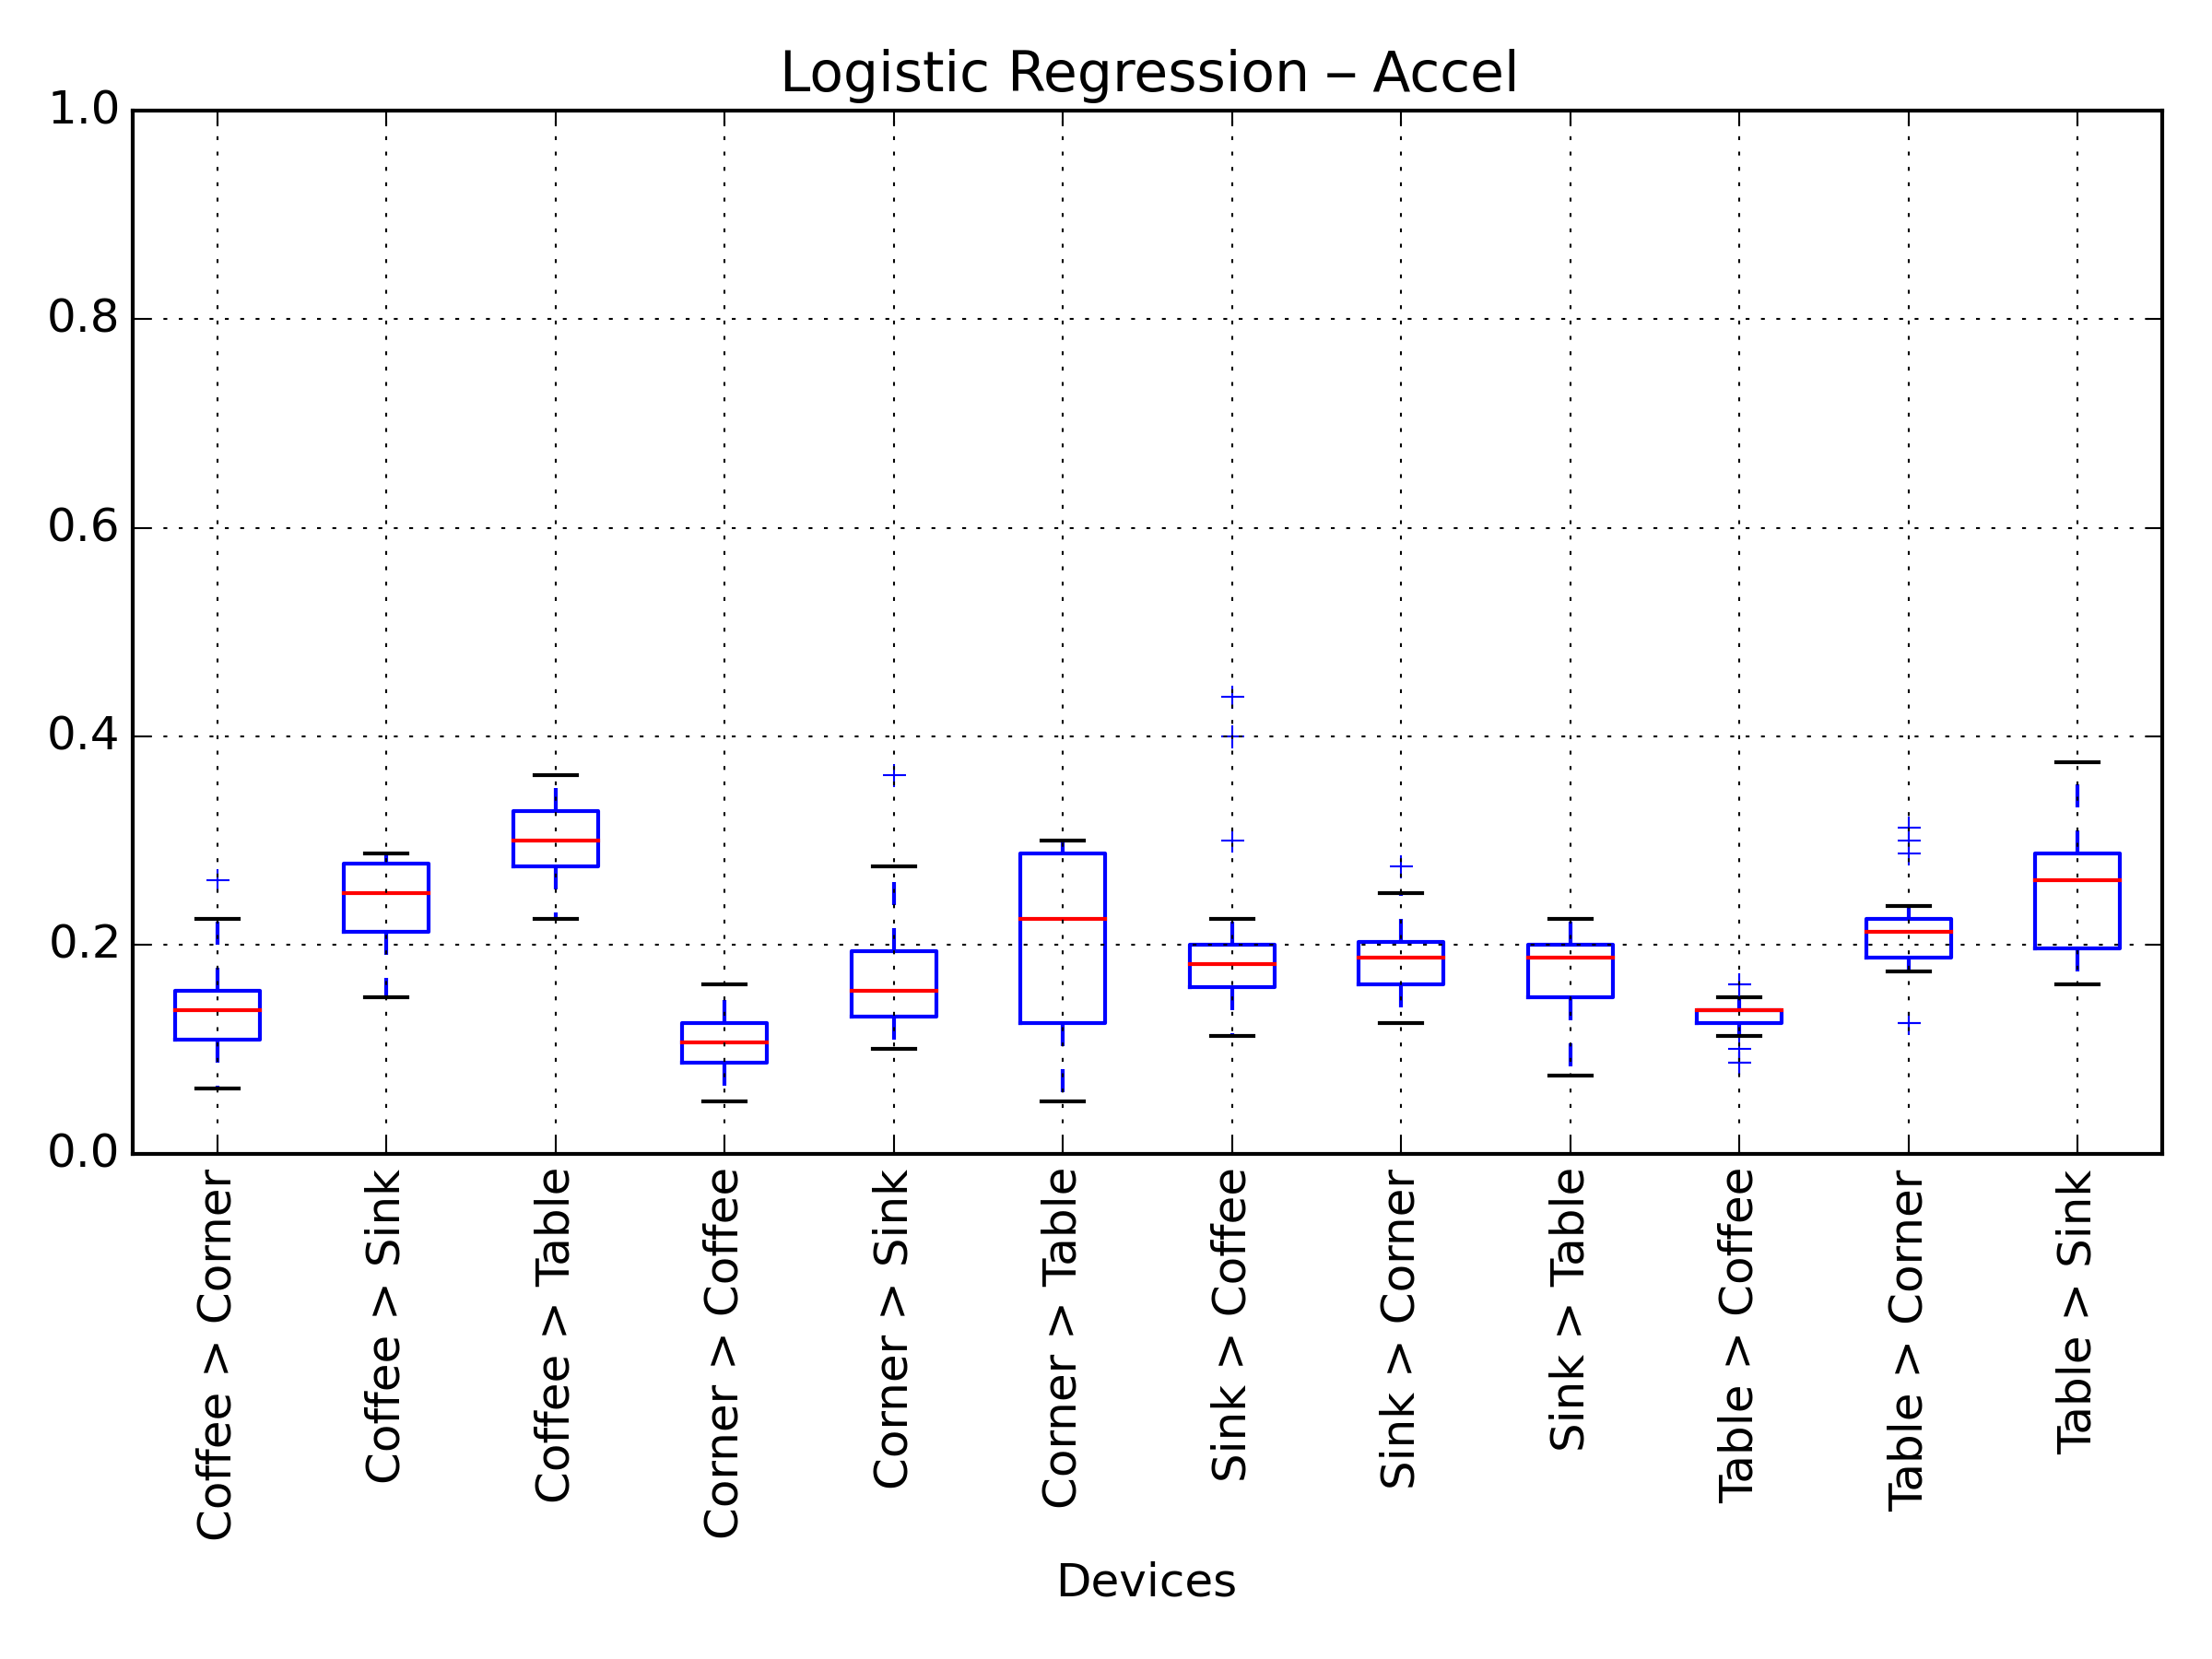 Logistic Regression – Accel
1.0
0.8
0.6
0.4
0.2
0.0
Coffee > Corner
Coffee > Sink
Coffee > Table
Corner > Coffee
Corner > Sink
Corner > Table
Sink > Coffee
Sink > Corner
Sink > Table
Table > Coffee
Table > Corner
Table > Sink
Devices